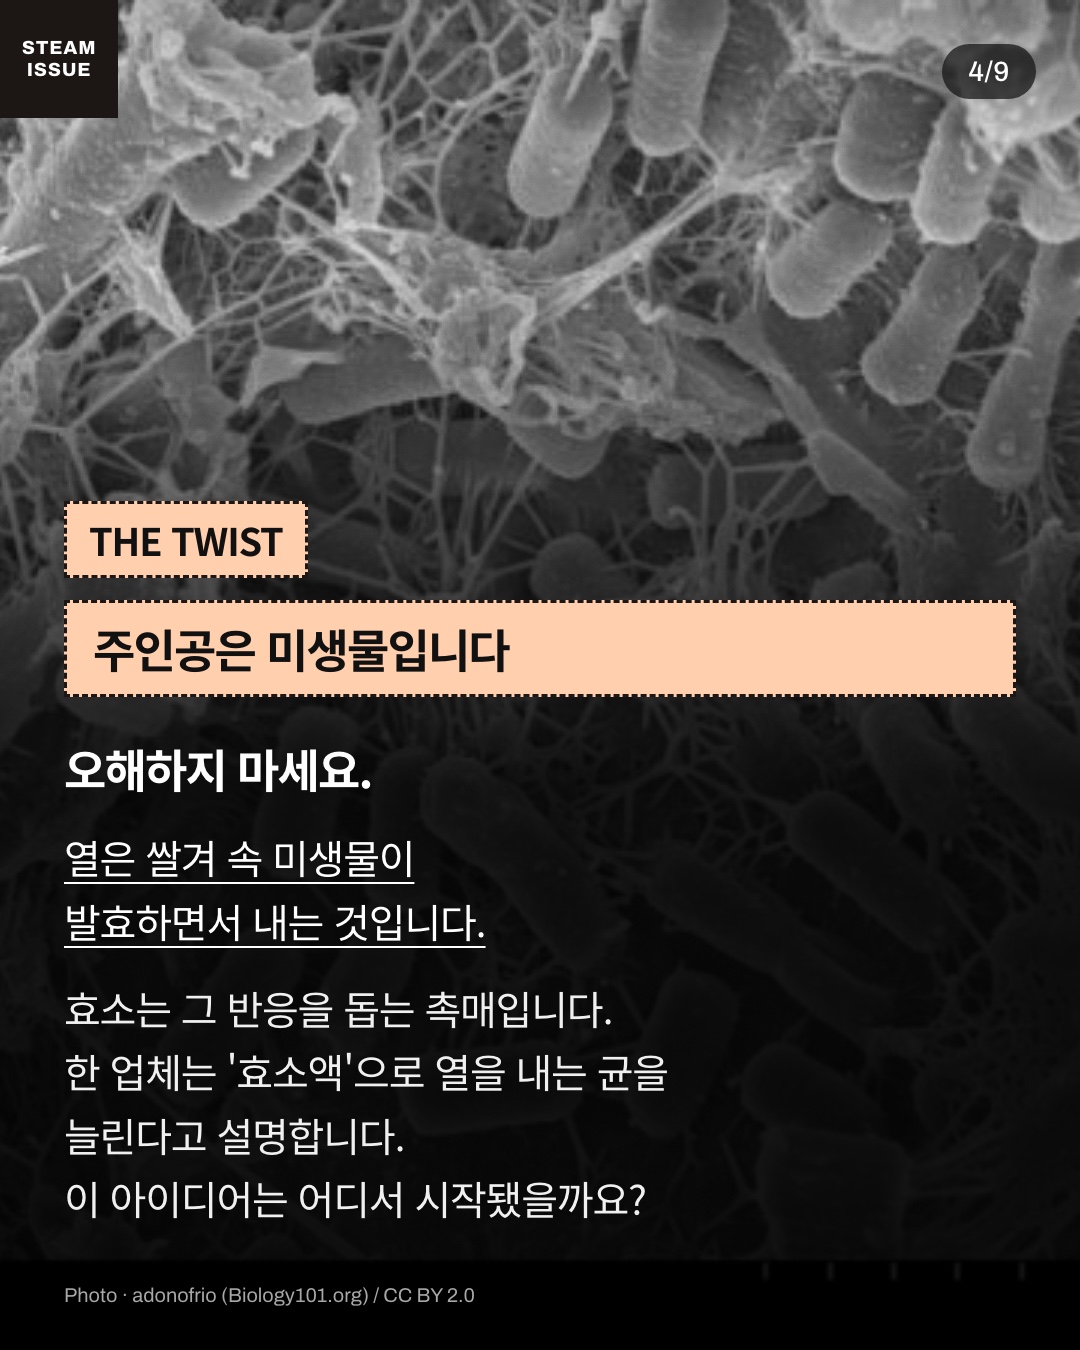 STEAM
ISSUE
4/9
THE TWIST
주인공은 미생물입니다
오해하지 마세요.
열은 쌀겨 속 미생물이
발효하면서 내는 것입니다.
효소는 그 반응을 돕는 촉매입니다.
한 업체는 '효소액'으로 열을 내는 균을
늘린다고 설명합니다.
이 아이디어는 어디서 시작됐을까요?
Photo · adonofrio (Biology101.org) / CC BY 2.0